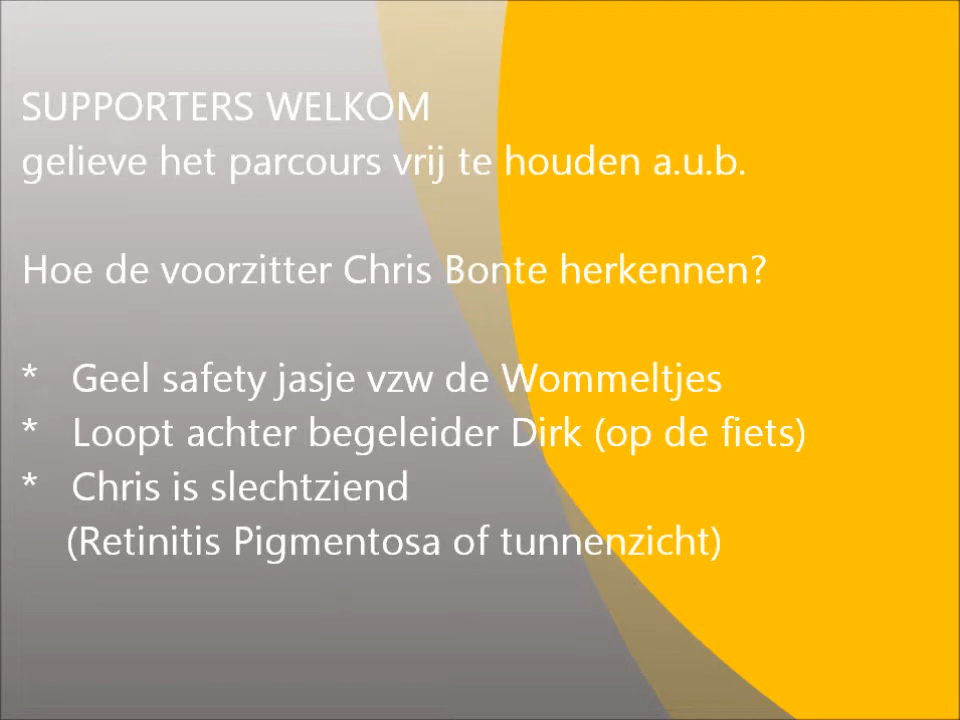 SUPPORTERS WELKOM
gelieve het parcours vrij te houden a.u.b.
Hoe de voorzitter Chris Bonte herkennen?
* Geel safety jasje vzw de Wommeltjes
* Loopt achter begeleider Dirk (op de fiets)
* Chris is slechtziend
(Retinitis Pigmentosa of tunnenzicht)